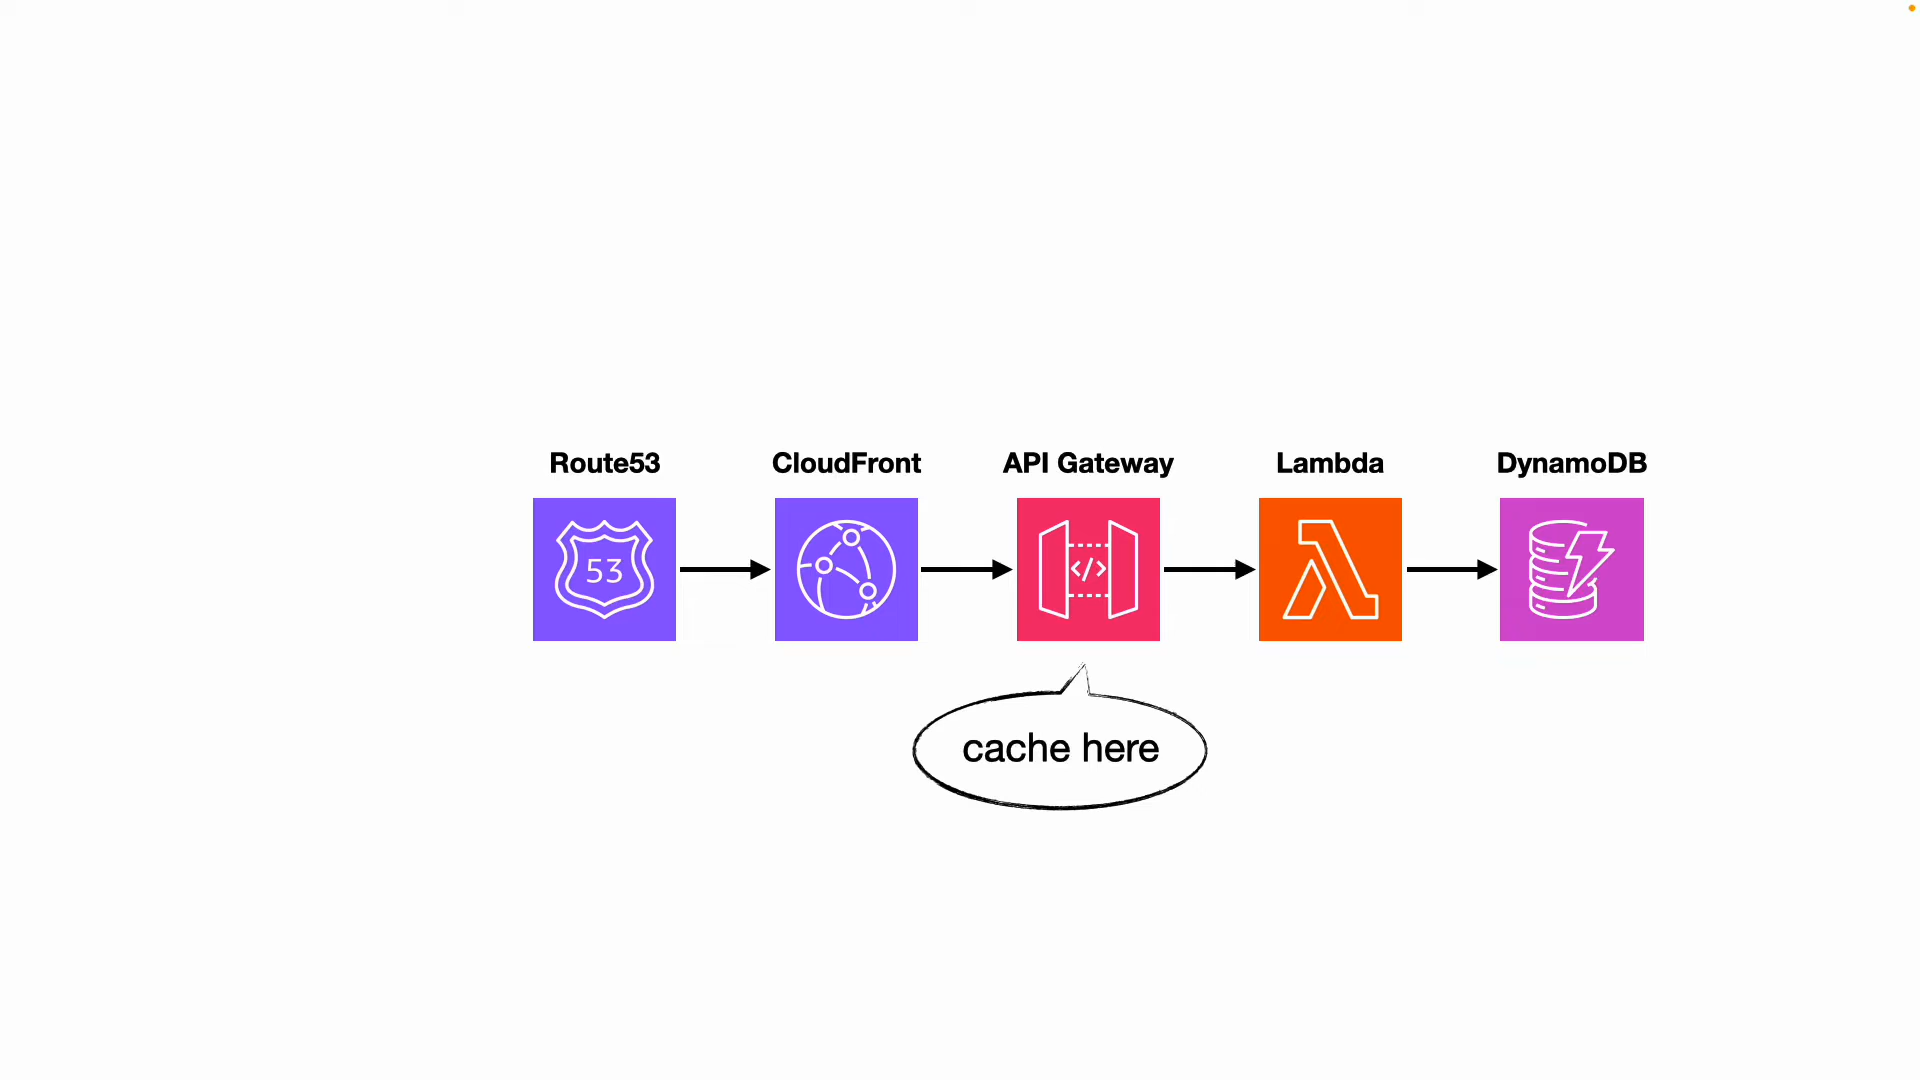 Route53
CloudFront
API Gateway
Lambda
DynamoDB
53
</>
cache here